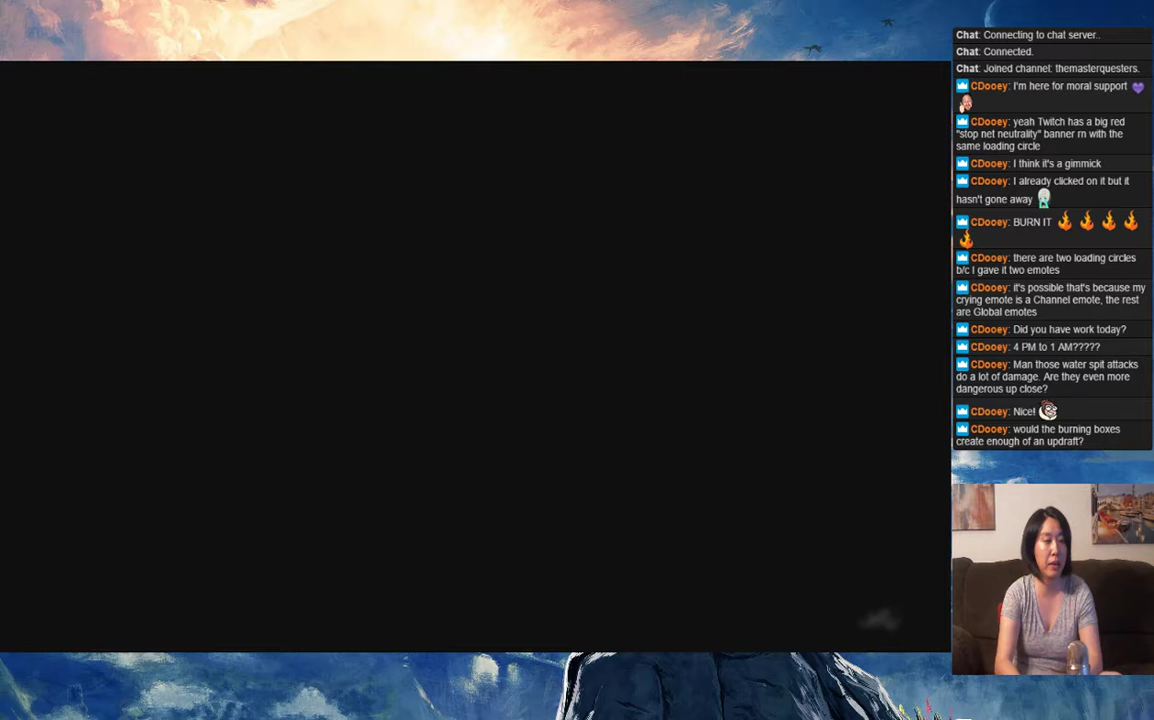 Chat: Connecting to chat server..
Chat: Connected.
Chat: Joined channel: themasterquesters.
CDooey: I'm here for moral support
CDooey: yeah Twitch has a big red
"stop net neutrality" banner rn with the
same loading circle
CDooey: I think it's a gimmick
CDooey: I already clicked on it but it
hasn't gone away
CDooey: BURN IT
CDooey: there are two loading circles
b/c I gave it two emotes
CDooey: it's possible that's because my
crying emote is a Channel emote, the rest
are Global emotes
CDooey: Did you have work today?
CDooey: 4 PM to 1 AM?????
CDooey: Man those water spit attacks
do a lot of damage. Are they even more
dangerous up close?
CDooey: Nice!
CDooey: would the burning boxes
create enough of an updraft?